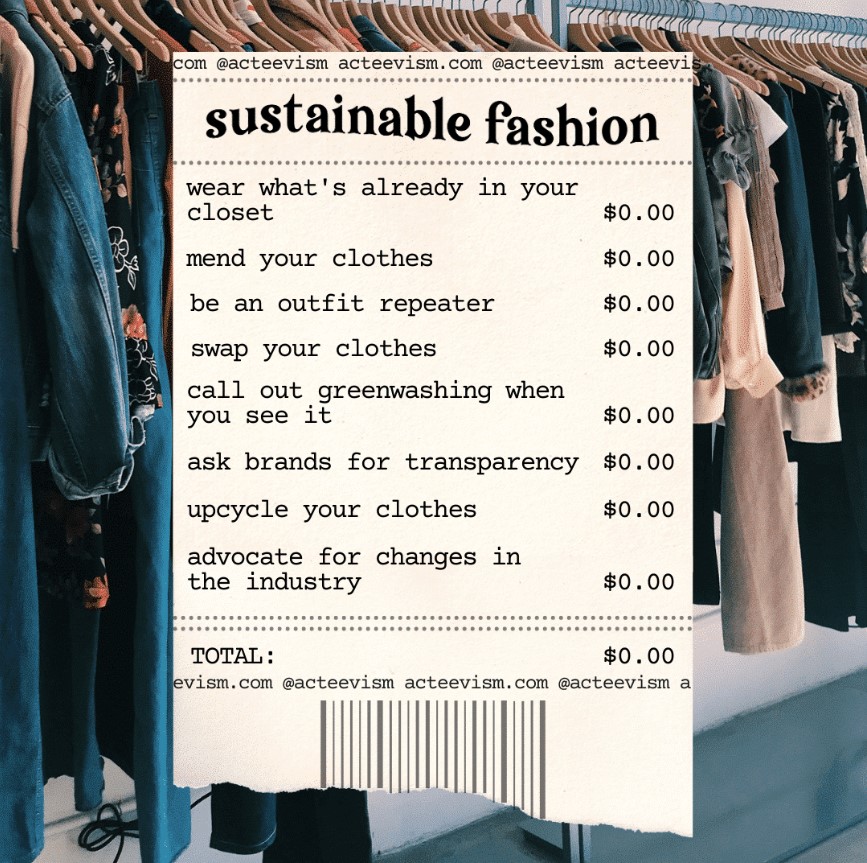 com @acteevism acteevism.com @acteevism acteevis
sustainable fashion
wear what's already in your
closet $0.00
mend your clothes $0.00
be an outfit repeater $0.00
swap your clothes $0.00
call out greenwashing when
you see it $0.00
ask brands for transparency $0.00
upcycle your clothes $0.00
advocate for changes in
the industry $0.00
TOTAL: $0.00
evism.com @acteevism acteevism.com @acteevism a